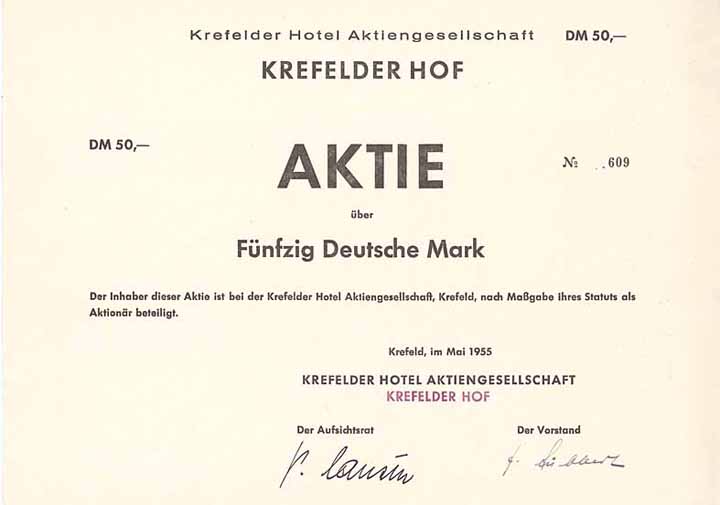 Krefelder Hotel Aktiengesellschaft DM 50,—
KREFELDER HOF
DM 50,—
AKTIE
№ ..609
über
Fünfzig Deutsche Mark
Der Inhaber dieser Aktie ist bei der Krefelder Hotel Aktiengesellschaft, Krefeld, nach Maßgabe ihres Statuts als
Aktionär beteiligt.
Krefeld, im Mai 1955
KREFELDER HOTEL AKTIENGESELLSCHAFT
KREFELDER HOF
Der Aufsichtsrat Der Vorstand